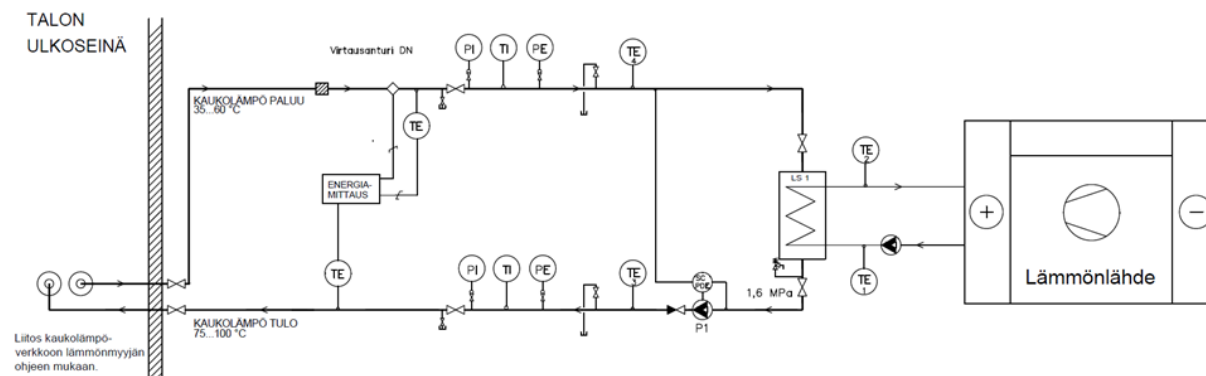 TALON
ULKOSEINÄ
Virtausanturi DN
PI
TI
PE
TE
4
KAUKOLÄMPÖ PALUU
35...60 °C
TE
ENERGIA-
MITTAUS
LS 1
TE
2
+
−
Lämmönlähde
TE
PI
TI
PE
TE
3
SC
PDE
1,6 MPa
TE
1
P1
KAUKOLÄMPÖ TULO
75...100 °C
Liitos kaukolämpö-
verkkoon lämmönmyyjän
ohjeen mukaan.